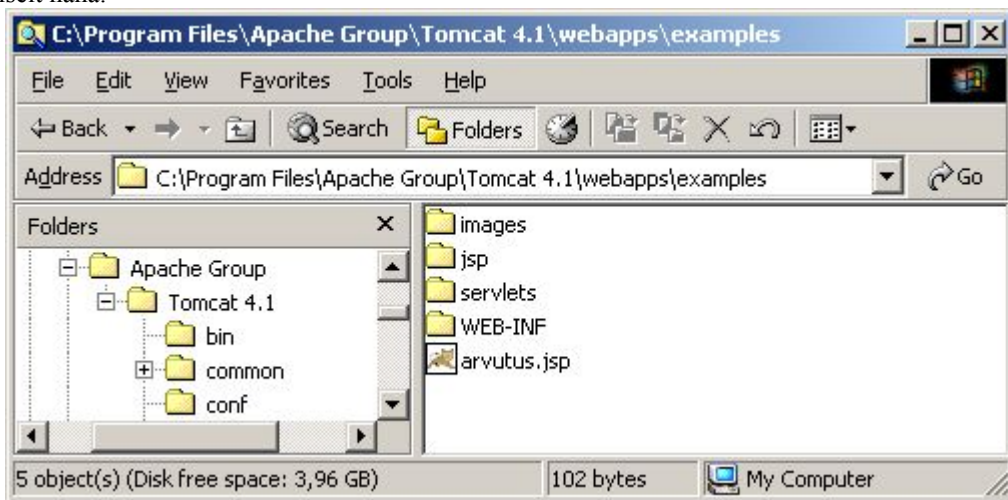 C:\Program Files\Apache Group\Tomcat 4.1\webapps\examples
File Edit View Favorites Tools Help
Back Search Folders
Address C:\Program Files\Apache Group\Tomcat 4.1\webapps\examples Go
Folders
Apache Group
Tomcat 4.1
bin
common
conf
images
jsp
servlets
WEB-INF
arvutus.jsp
5 object(s) (Disk free space: 3,96 GB) 102 bytes My Computer